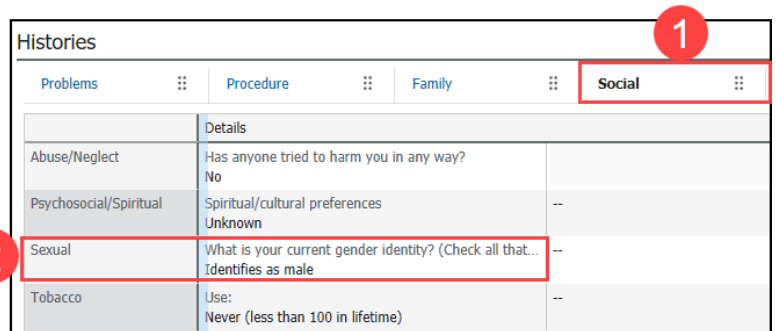 1
Histories
Problems Procedure Family Social
Details
Abuse/Neglect Has anyone tried to harm you in any way?
No
Psychosocial/Spiritual Spiritual/cultural preferences --
Unknown
Sexual What is your current gender identity? (Check all that... --
Identifies as male
Tobacco Use: --
Never (less than 100 in lifetime)